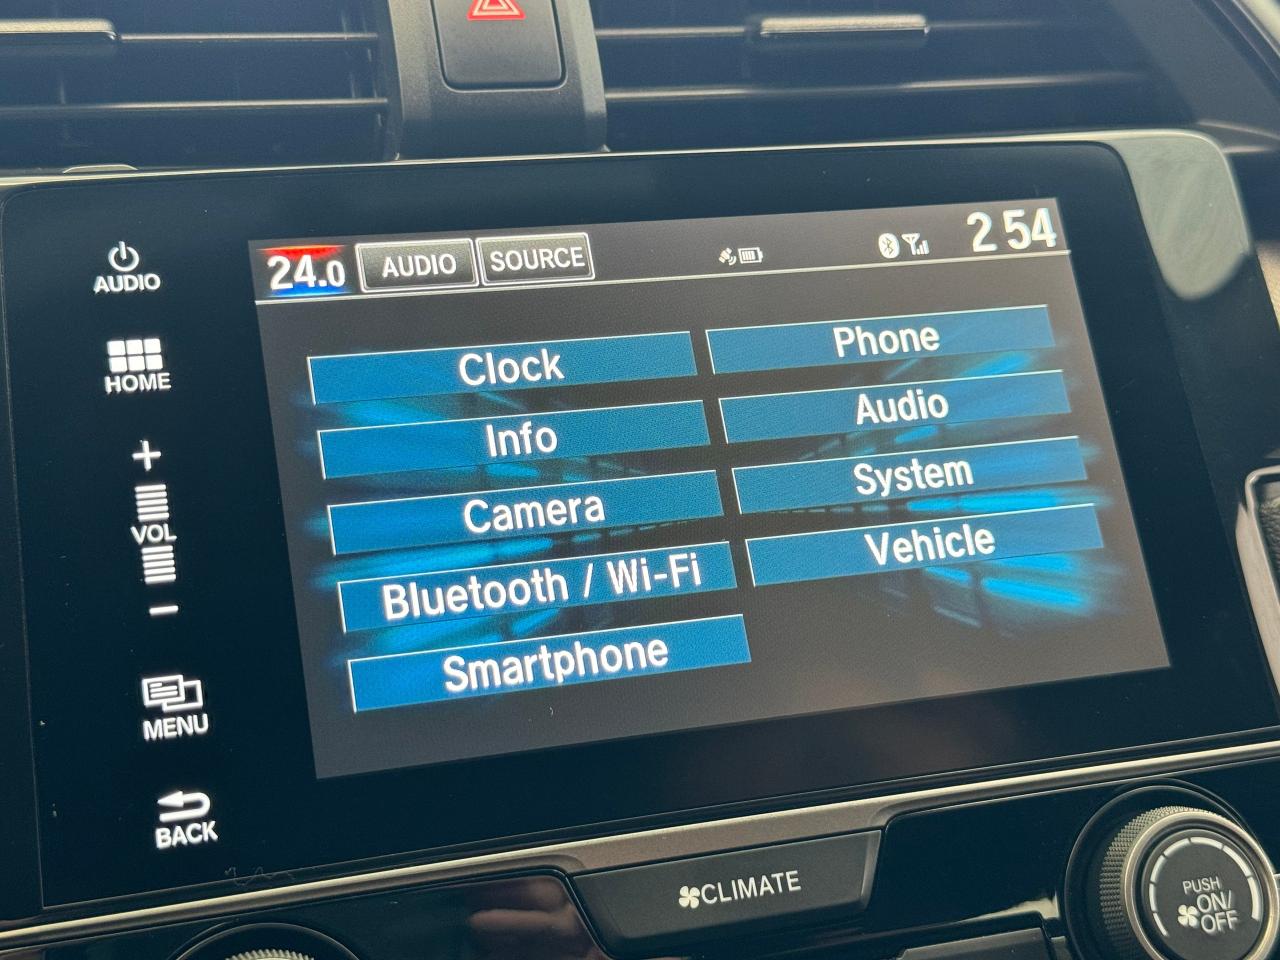 24.0 AUDIO SOURCE 2 54
AUDIO
HOME
+
VOL
−
MENU
BACK
Clock
Phone
Info
Audio
Camera
System
Bluetooth / Wi-Fi
Vehicle
Smartphone
CLIMATE
PUSH
ON/
OFF